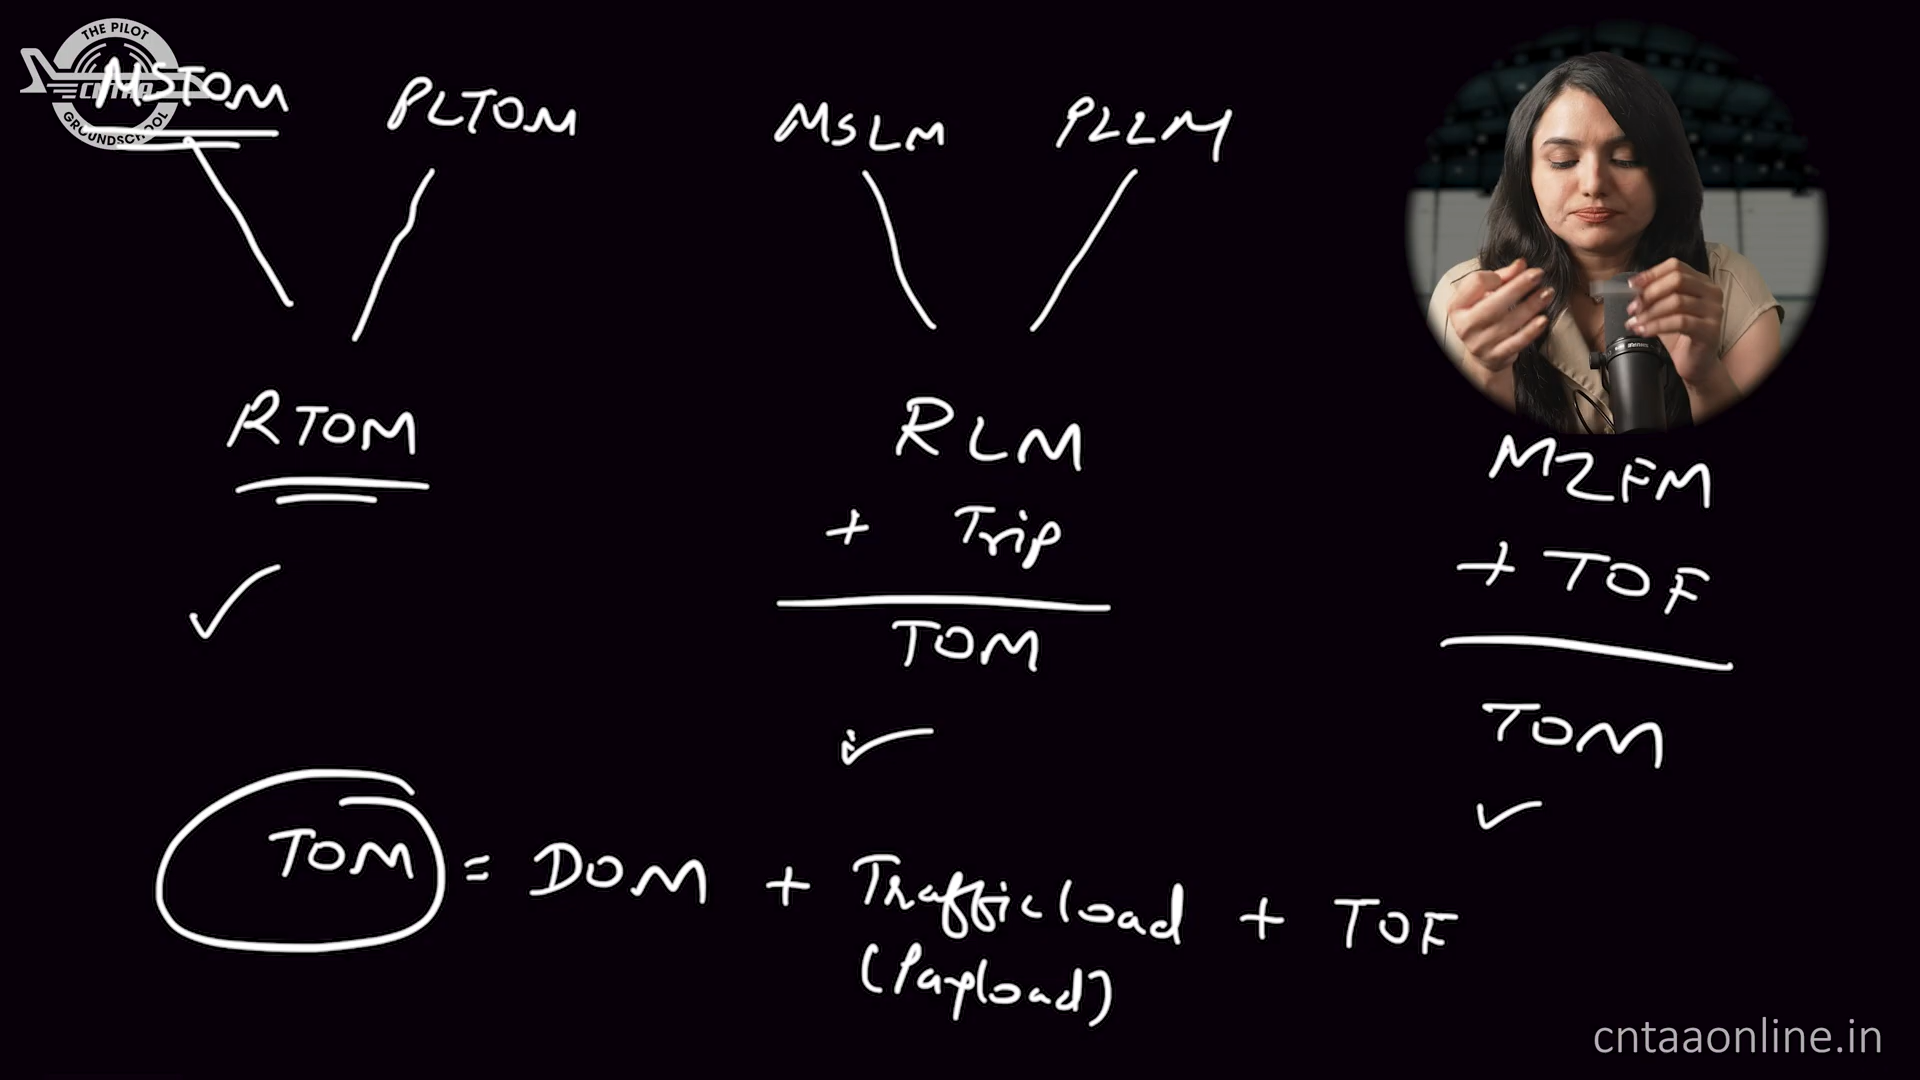 THE PILOT
GROUNDSCHOOL
MSTOM PLTOM MSLM PLLM
RTOM RLM MZFM
+ Trip + TOF
TOM TOM
TOM = DOM + Trafficload + TOF
(Payload)
cntaaonline.in